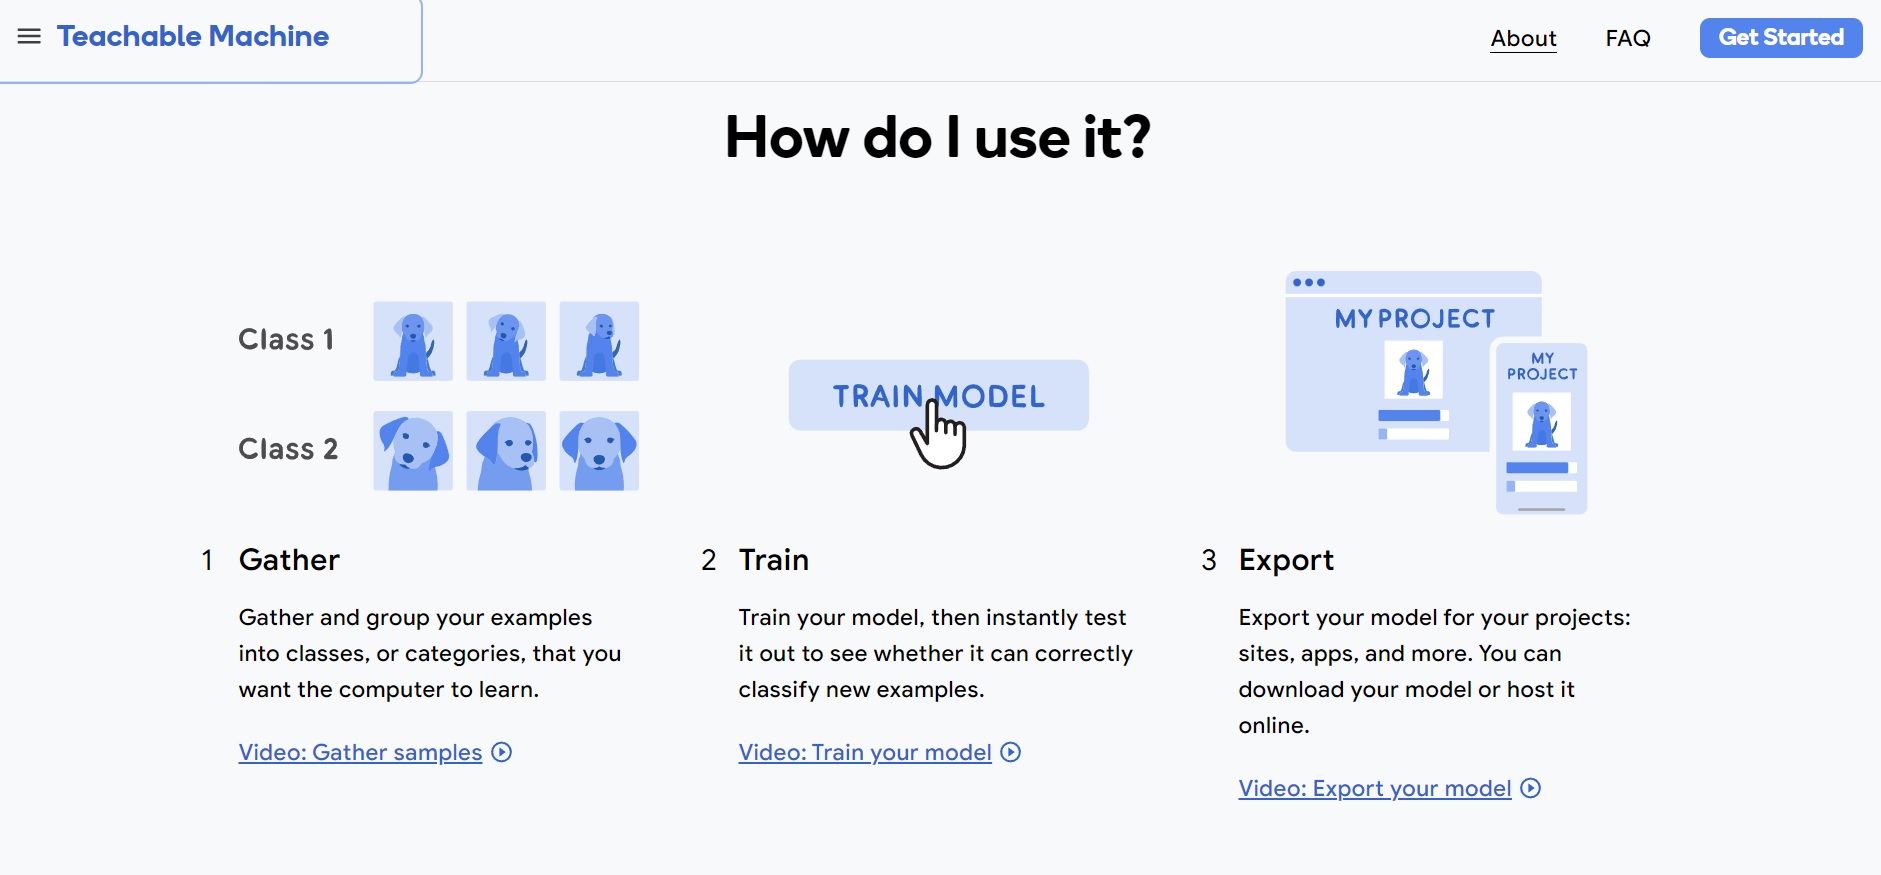 Teachable Machine
About
FAQ
Get Started
How do I use it?
Class 1
Class 2
TRAIN MODEL
MY PROJECT
MY
PROJECT
1 Gather
Gather and group your examples
into classes, or categories, that you
want the computer to learn.
Video: Gather samples
2 Train
Train your model, then instantly test
it out to see whether it can correctly
classify new examples.
Video: Train your model
3 Export
Export your model for your projects:
sites, apps, and more. You can
download your model or host it
online.
Video: Export your model